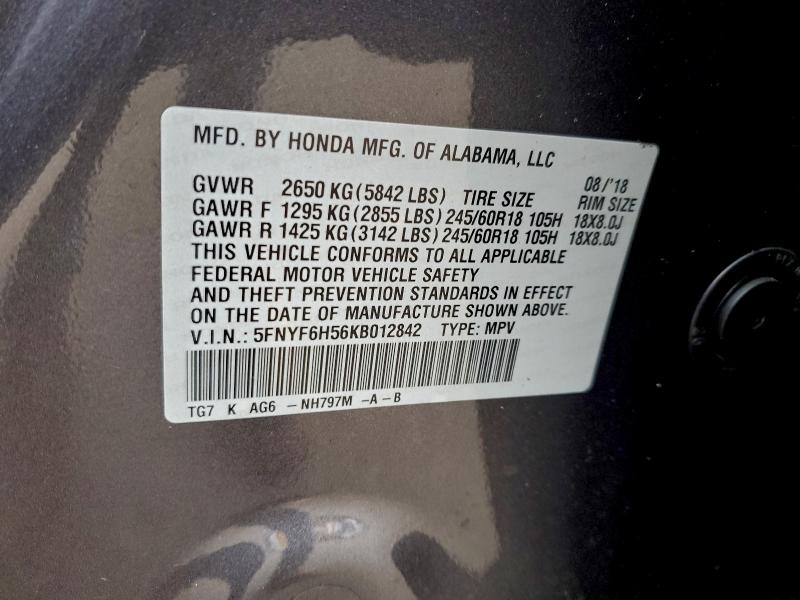 MFD. BY HONDA MFG. OF ALABAMA, LLC
08/'18
GVWR 2650 KG (5842 LBS) TIRE SIZE RIM SIZE
GAWR F 1295 KG (2855 LBS) 245/60R18 105H 18X8.0J
GAWR R 1425 KG (3142 LBS) 245/60R18 105H 18X8.0J
THIS VEHICLE CONFORMS TO ALL APPLICABLE
FEDERAL MOTOR VEHICLE SAFETY
AND THEFT PREVENTION STANDARDS IN EFFECT
ON THE DATE OF MANUFACTURE SHOWN ABOVE.
V.I.N.: 5FNYF6H56KB012842 TYPE: MPV
TG7 K AG6 -NH797M -A-B